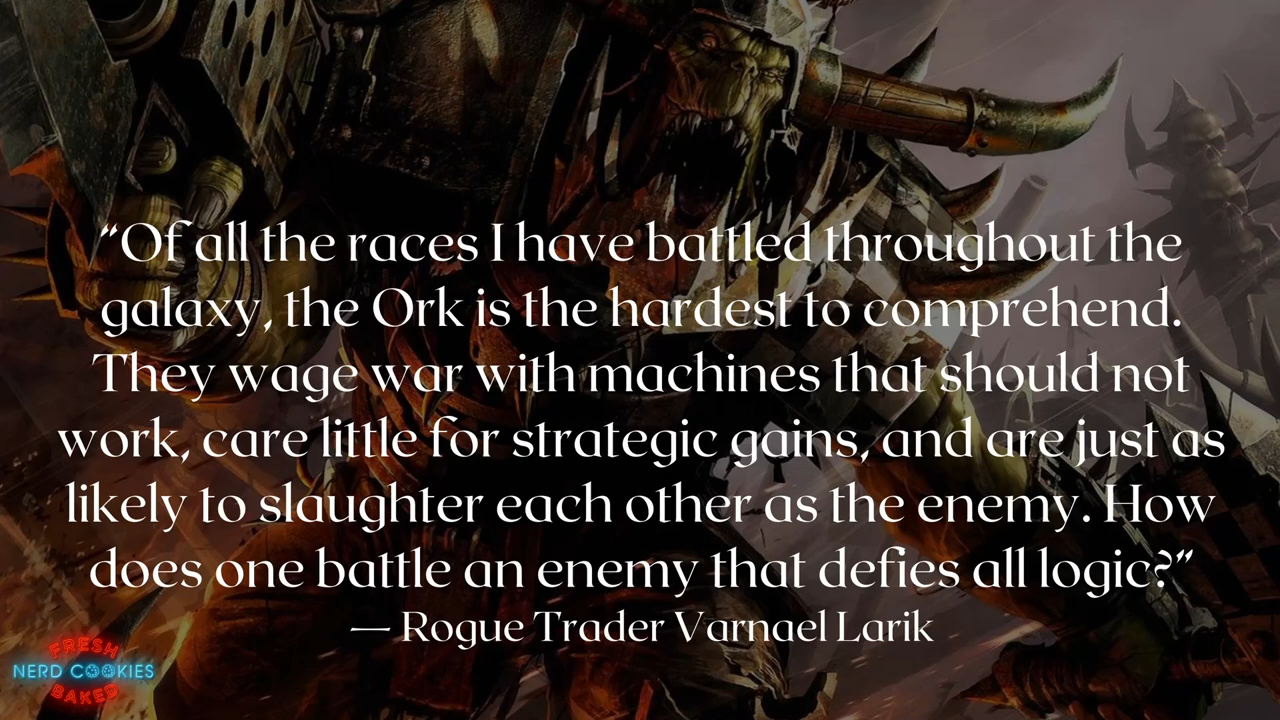 “Of all the races I have battled throughout the
galaxy, the Ork is the hardest to comprehend.
They wage war with machines that should not
work, care little for strategic gains, and are just as
likely to slaughter each other as the enemy. How
does one battle an enemy that defies all logic?”
— Rogue Trader Varnael Larik
FRESH
NERD COOKIES
BAKED